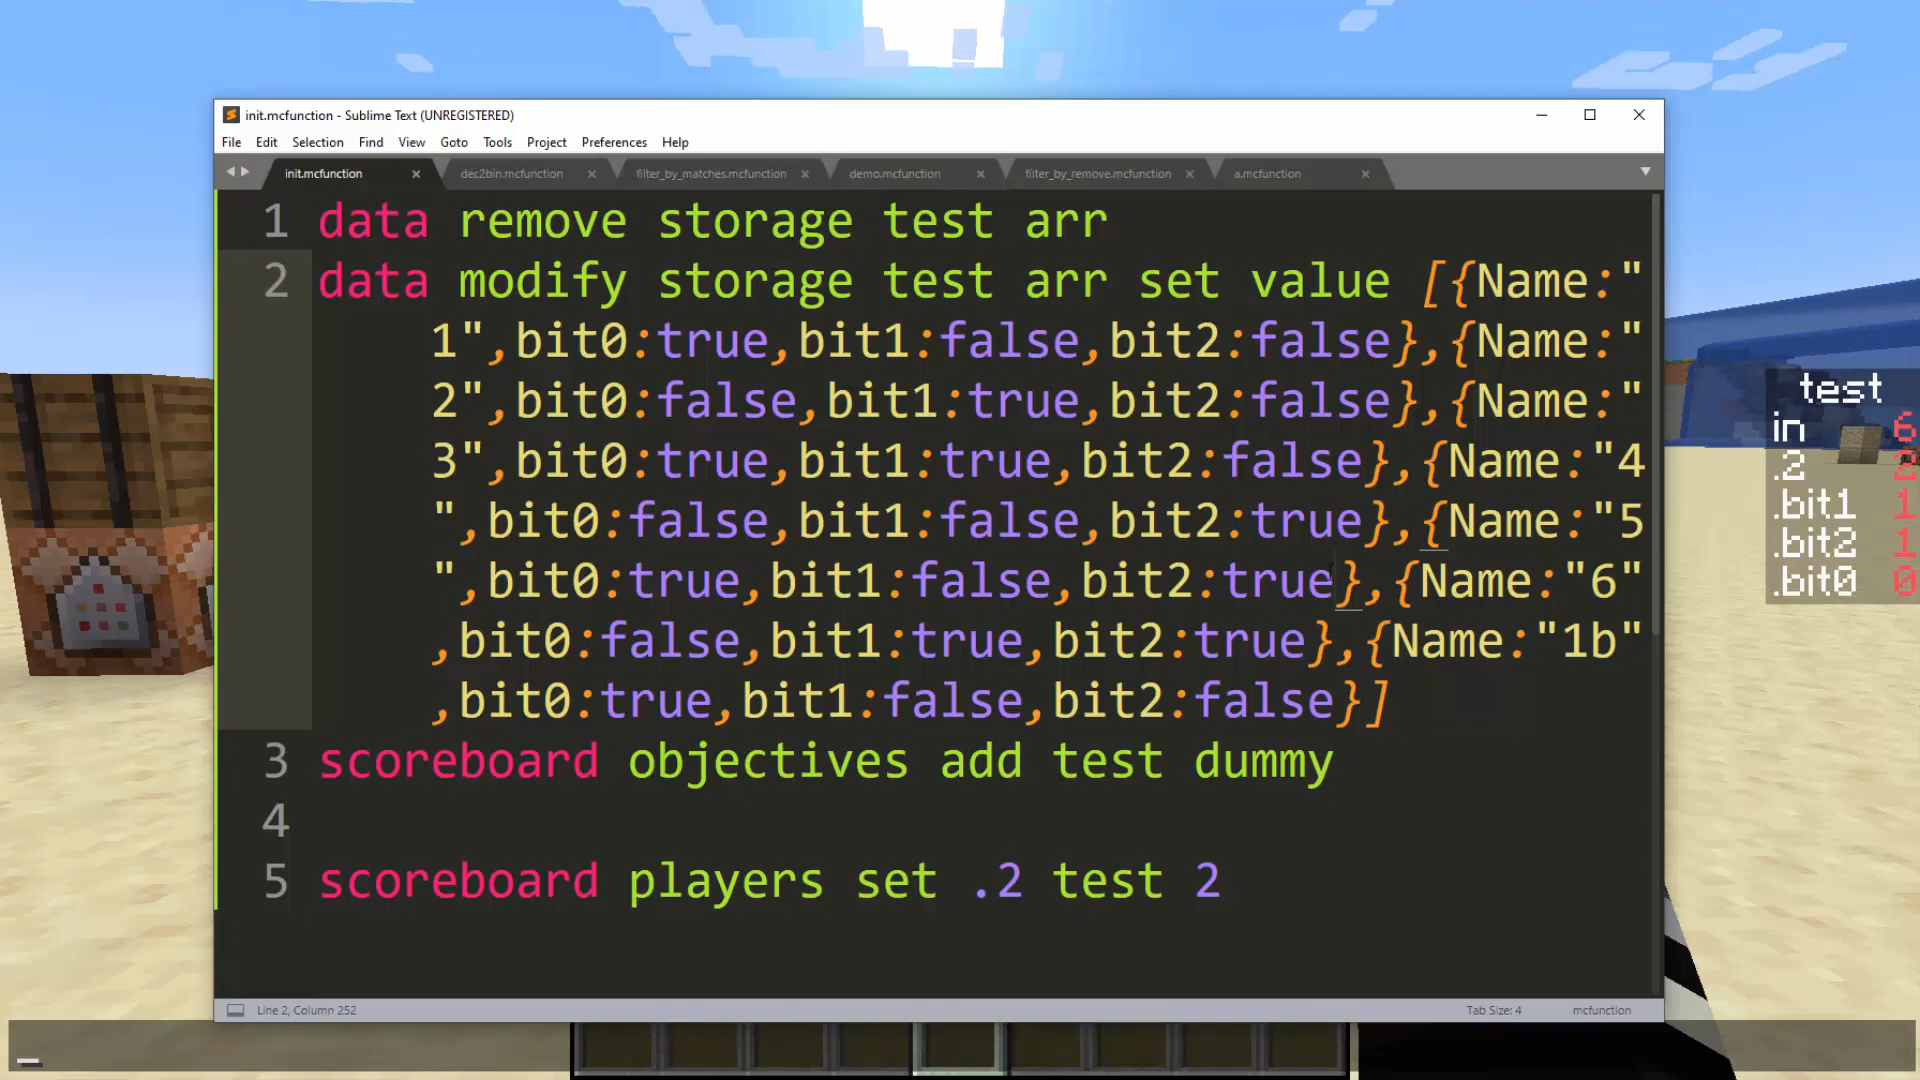 init.mcfunction - Sublime Text (UNREGISTERED)
File Edit Selection Find View Goto Tools Project Preferences Help
init.mcfunction dec2bin.mcfunction filter_by_matches.mcfunction demo.mcfunction filter_by_remove.mcfunction a.mcfunction
1 data remove storage test arr
2 data modify storage test arr set value [{Name:"
1",bit0:true,bit1:false,bit2:false},{Name:"
2",bit0:false,bit1:true,bit2:false},{Name:"
3",bit0:true,bit1:true,bit2:false},{Name:"4
",bit0:false,bit1:false,bit2:true},{Name:"5
",bit0:true,bit1:false,bit2:true},{Name:"6"
,bit0:false,bit1:true,bit2:true},{Name:"1b"
,bit0:true,bit1:false,bit2:false}]
3 scoreboard objectives add test dummy
4
5 scoreboard players set .2 test 2
Line 2, Column 252 Tab Size: 4 mcfunction
test
in 6
.2 2
.bit1 1
.bit2 1
.bit0 0